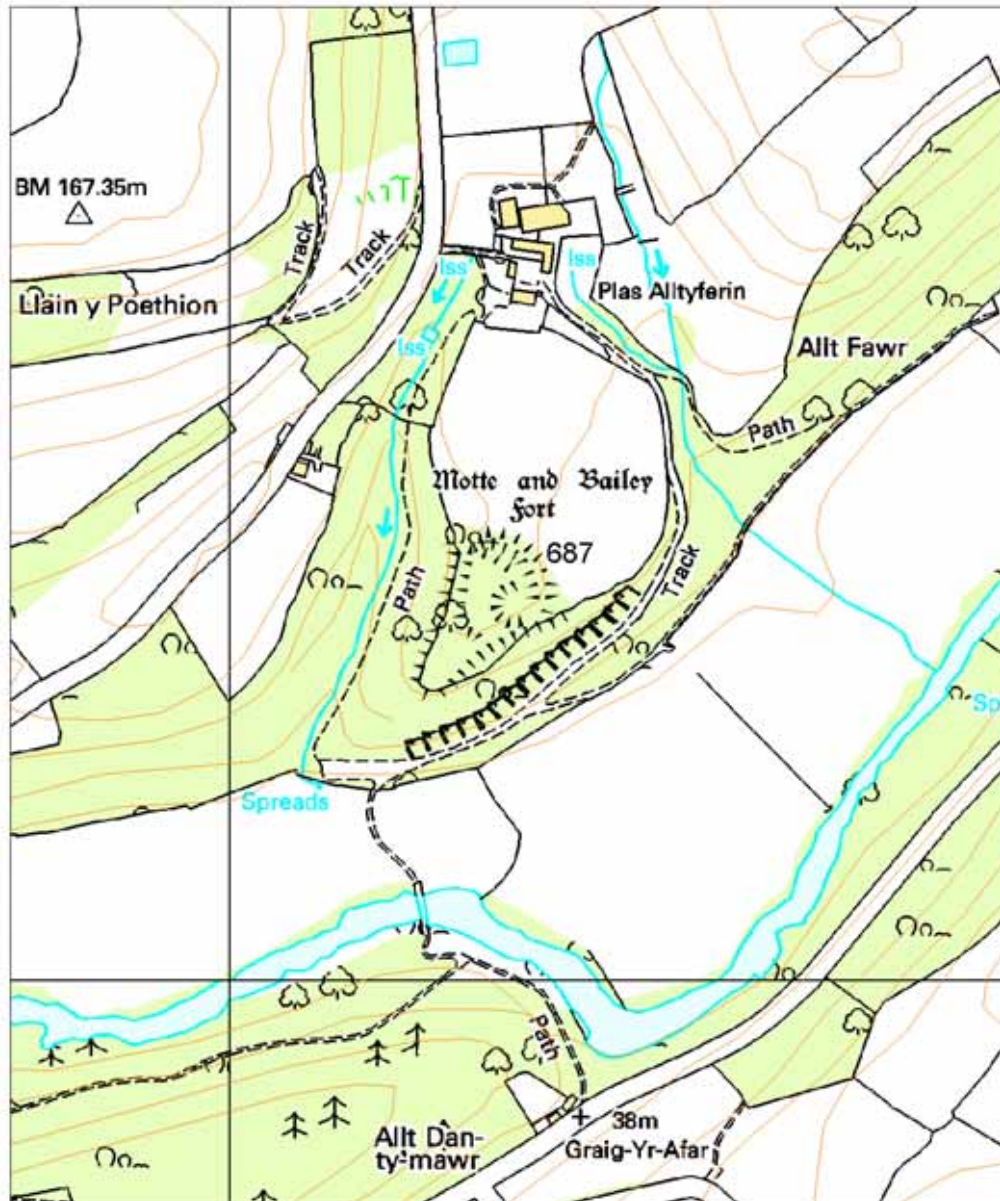 BM 167.35m
Track
Track
Iss
Iss
Llain y Poethion
Plas Alltyferin
Iss
Allt Fawr
Path
Motte and Bailey
Fort
687
Path
Track
Sp
Spreads
Path
38m
Graig-Yr-Afar
Allt Dan-
ty-mawr